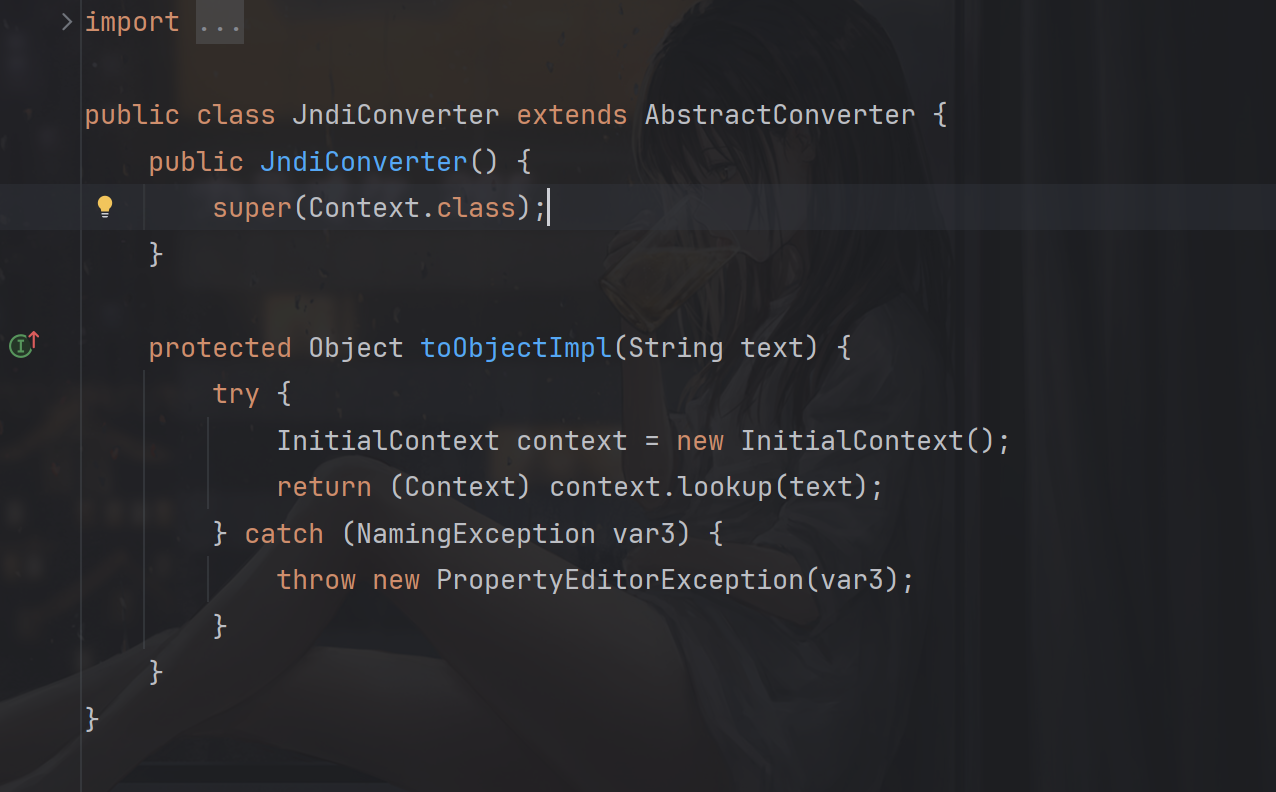 import ...
public class JndiConverter extends AbstractConverter {
    public JndiConverter() {
        super(Context.class);
    }
    protected Object toObjectImpl(String text) {
        try {
            InitialContext context = new InitialContext();
            return (Context) context.lookup(text);
        } catch (NamingException var3) {
            throw new PropertyEditorException(var3);
        }
    }
}